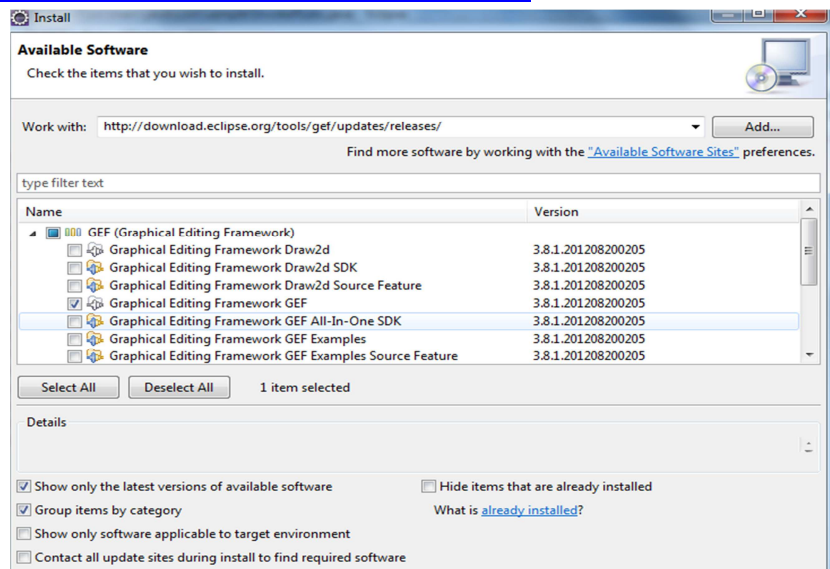 Install
Available Software
Check the items that you wish to install.
Work with: http://download.eclipse.org/tools/gef/updates/releases/ Add...
Find more software by working with the "Available Software Sites" preferences.
type filter text
Name Version
GEF (Graphical Editing Framework)
Graphical Editing Framework Draw2d 3.8.1.201208200205
Graphical Editing Framework Draw2d SDK 3.8.1.201208200205
Graphical Editing Framework Draw2d Source Feature 3.8.1.201208200205
Graphical Editing Framework GEF 3.8.1.201208200205
Graphical Editing Framework GEF All-In-One SDK 3.8.1.201208200205
Graphical Editing Framework GEF Examples 3.8.1.201208200205
Graphical Editing Framework GEF Examples Source Feature 3.8.1.201208200205
Select All Deselect All 1 item selected
Details
Show only the latest versions of available software Hide items that are already installed
Group items by category What is already installed?
Show only software applicable to target environment
Contact all update sites during install to find required software